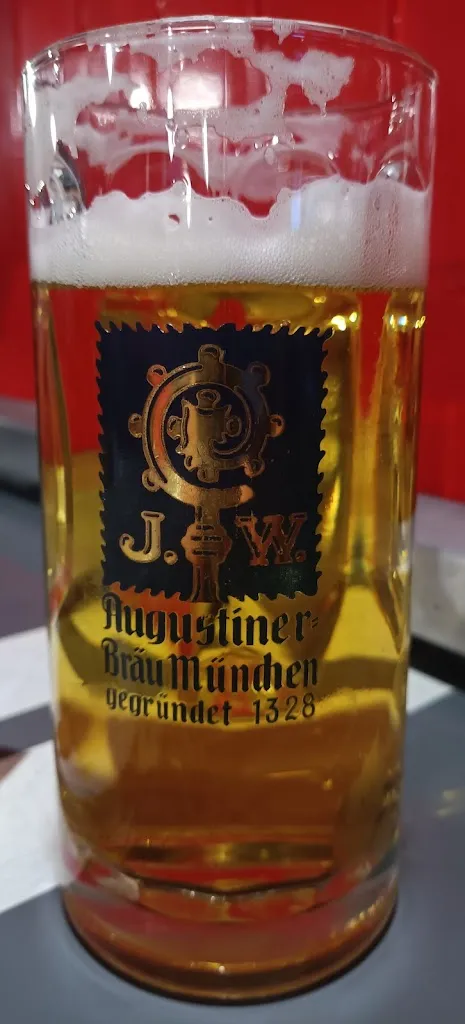 J. W.
Augustiner-
Bräu München
gegründet 1328